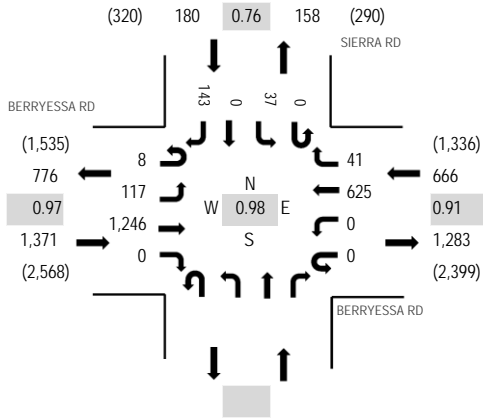 (320) 180 0.76 158 (290)
SIERRA RD
143 0 37 0
BERRYESSA RD
(1,535) (1,336)
776 8 41 666
117 N 625
0.97 W 0.98 E 0.91
1,246 S 0
1,371 0 0 1,283
(2,568) (2,399)
BERRYESSA RD